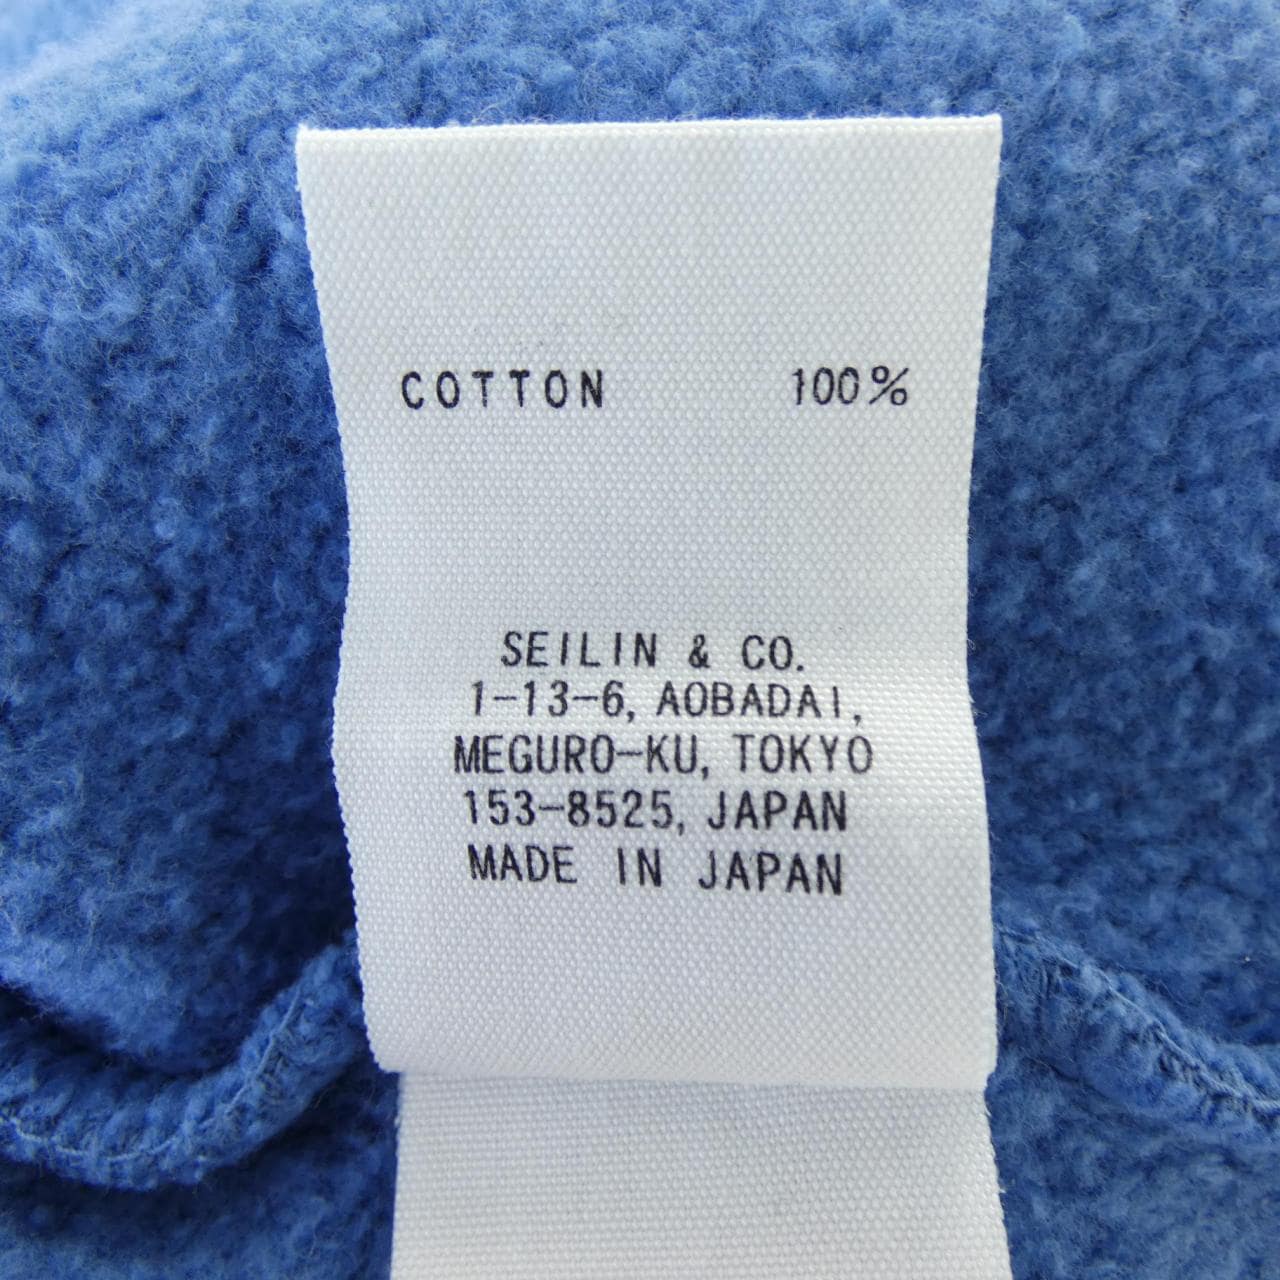 COTTON 100%
SEILIN & CO.
1-13-6, AOBADAI,
MEGURO-KU, TOKYO
153-8525, JAPAN
MADE IN JAPAN